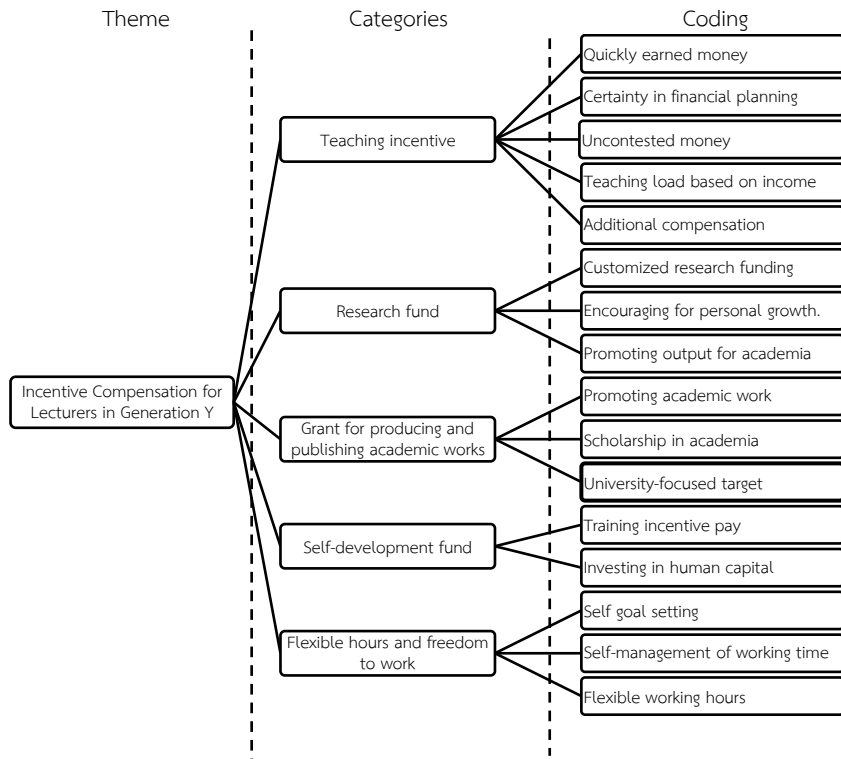 Theme
Categories
Coding
Incentive Compensation for
Lecturers in Generation Y
Teaching incentive
Quickly earned money
Certainty in financial planning
Uncontested money
Teaching load based on income
Additional compensation
Research fund
Customized research funding
Encouraging for personal growth.
Promoting output for academia
Grant for producing and
publishing academic works
Promoting academic work
Scholarship in academia
University-focused target
Self-development fund
Training incentive pay
Investing in human capital
Flexible hours and freedom
to work
Self goal setting
Self-management of working time
Flexible working hours